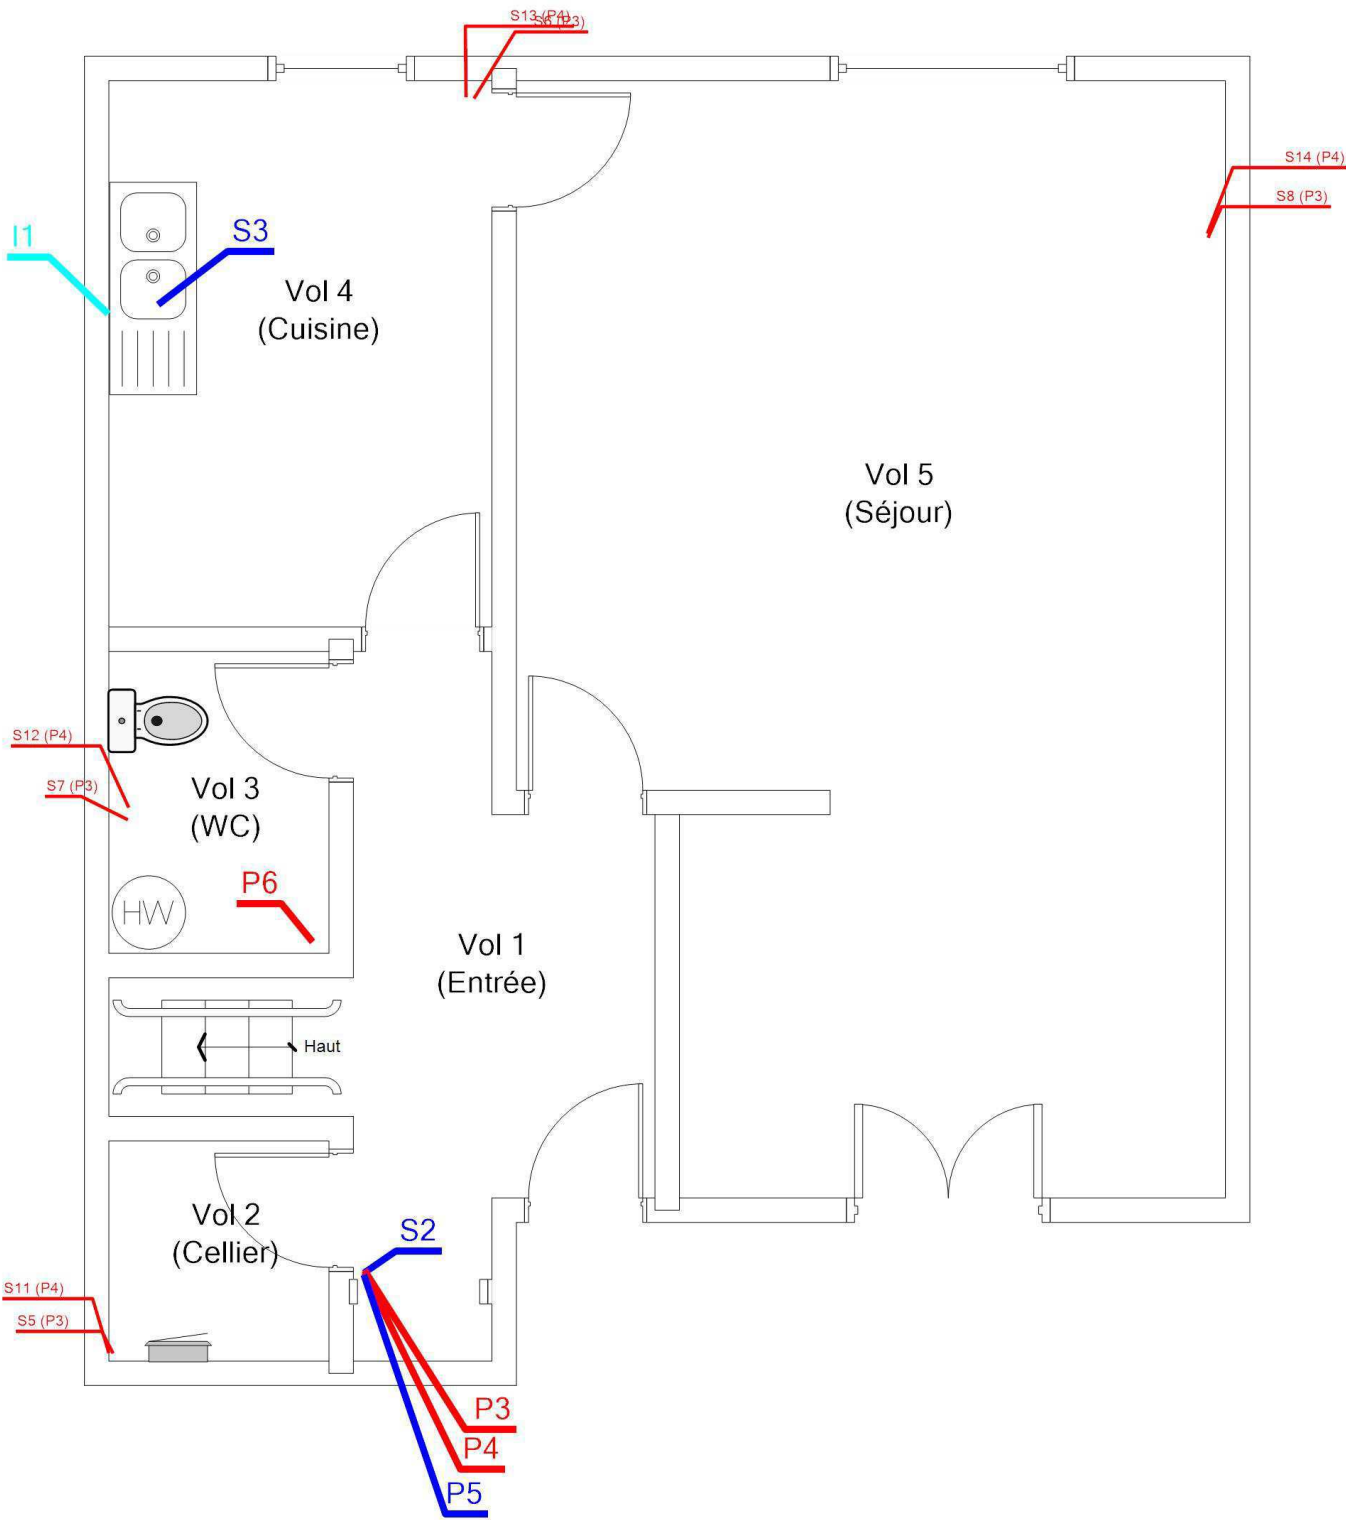 S13 (P4)
S6 (P3)
S14 (P4)
S8 (P3)
I1
S3
Vol 4
(Cuisine)
Vol 5
(Séjour)
S12 (P4)
S7 (P3)
Vol 3
(WC)
P6
HW
Vol 1
(Entrée)
Haut
Vol 2
(Cellier)
S2
S11 (P4)
S5 (P3)
P3
P4
P5